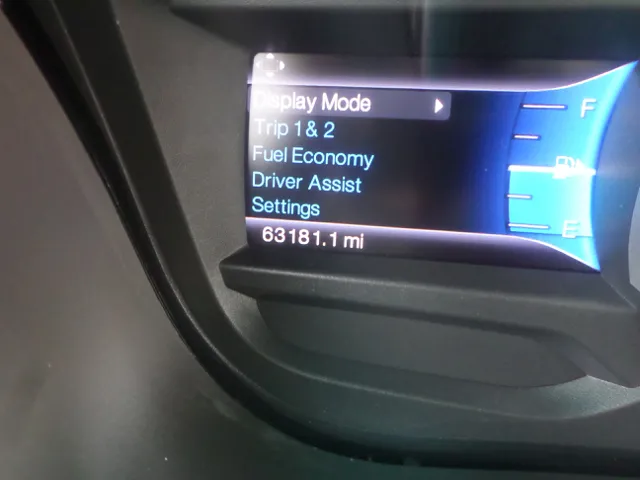 Display Mode
Trip 1 & 2
Fuel Economy
Driver Assist
Settings
63181.1 mi
F
E